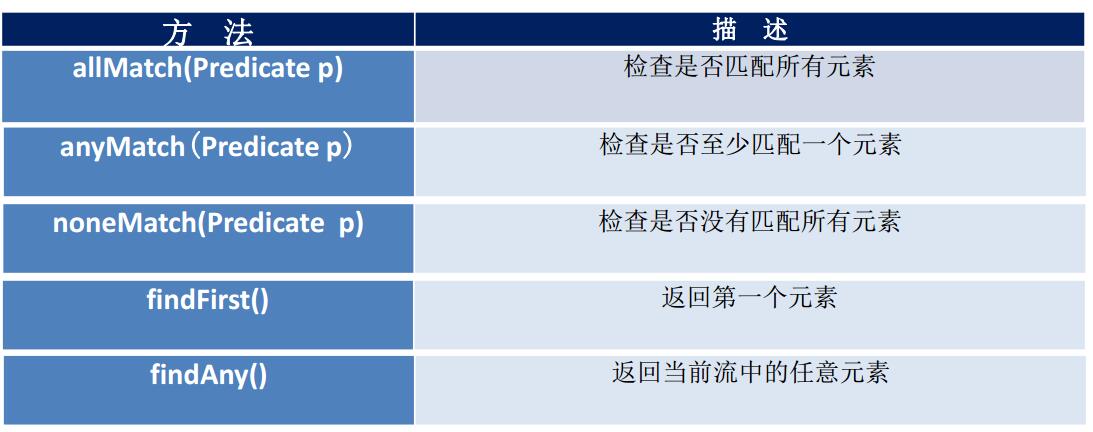 方 法 描 述
allMatch(Predicate p) 检查是否匹配所有元素
anyMatch（Predicate p） 检查是否至少匹配一个元素
noneMatch(Predicate p) 检查是否没有匹配所有元素
findFirst() 返回第一个元素
findAny() 返回当前流中的任意元素